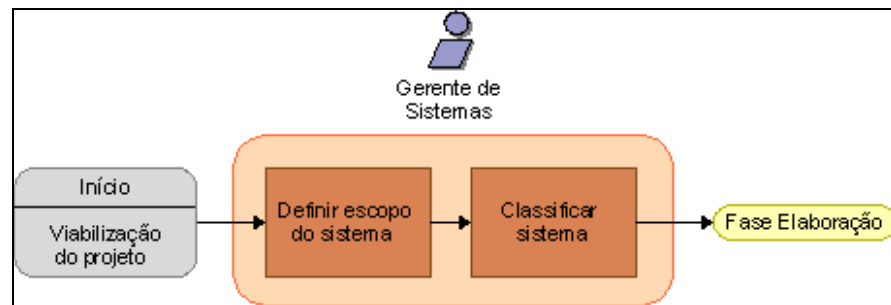 Gerente de
Sistemas
Início
Viabilização
do projeto
Definir escopo
do sistema
Classificar
sistema
Fase Elaboração